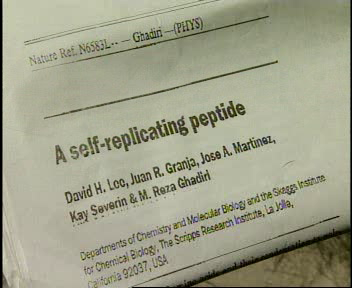 Nature Ref. N6583L -- Ghadiri — (PHYS)
A self-replicating peptide
David H. Lee, Juan R. Granja, Jose A. Martinez,
Kay Severin & M. Reza Ghadiri
Departments of Chemistry and Molecular Biology and the Skaggs Institute
for Chemical Biology, The Scripps Research Institute, La Jolla,
California 92037, USA